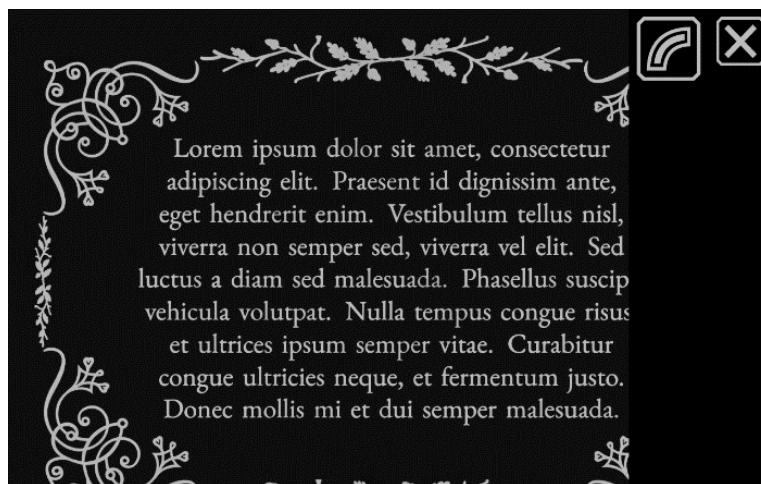 Lorem ipsum dolor sit amet, consectetur
adipiscing elit. Praesent id dignissim ante,
eget hendrerit enim. Vestibulum tellus nisl,
viverra non semper sed, viverra vel elit. Sed
luctus a diam sed malesuada. Phasellus suscip
vehicula volutpat. Nulla tempus congue risus
et ultrices ipsum semper vitae. Curabitur
congue ultricies neque, et fermentum justo.
Donec mollis mi et dui semper malesuada.